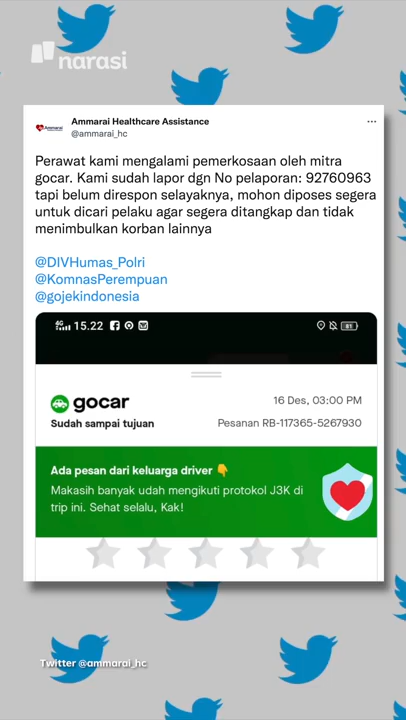 narasi
Ammarai Healthcare Assistance
@ammarai_hc
Perawat kami mengalami pemerkosaan oleh mitra
gocar. Kami sudah lapor dgn No pelaporan: 92760963
tapi belum direspon selayaknya, mohon diposes segera
untuk dicari pelaku agar segera ditangkap dan tidak
menimbulkan korban lainnya
@DIVHumas_Polri
@KomnasPerempuan
@gojekindonesia
4G 15.22 81
gocar 16 Des, 03:00 PM
Sudah sampai tujuan Pesanan RB-117365-5267930
Ada pesan dari keluarga driver 👇
Makasih banyak udah mengikuti protokol J3K di
trip ini. Sehat selalu, Kak!
Twitter @ammarai_hc